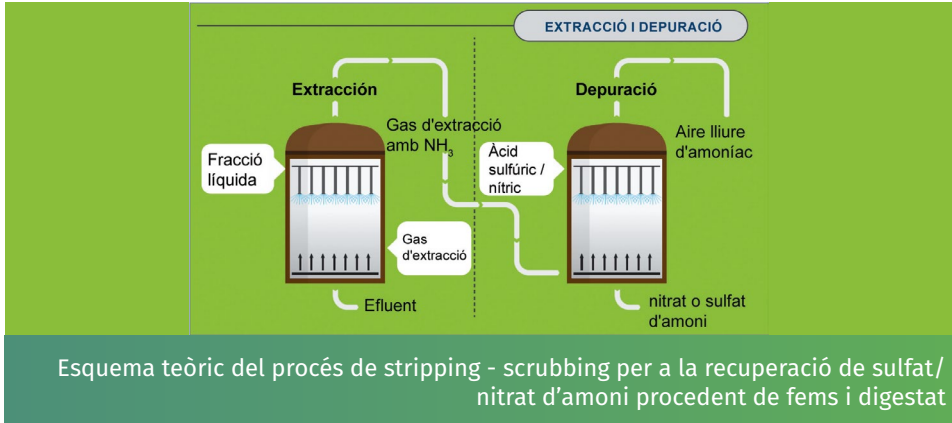 EXTRACCIÓ I DEPURACIÓ
Extracción
Gas d'extracció
amb NH₃
Fracció
líquida
Gas
d'extracció
Efluent
Depuració
Aire lliure
d'amoníac
Àcid
sulfúric /
nítric
nitrat o sulfat
d'amoni
Esquema teòric del procés de stripping - scrubbing per a la recuperació de sulfat/
nitrat d’amoni procedent de fems i digestat